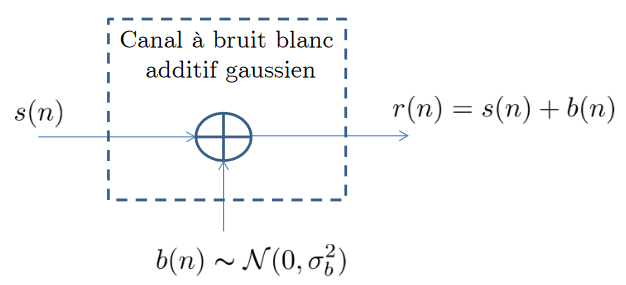 Canal à bruit blanc
additif gaussien
s(n)
r(n) = s(n) + b(n)
b(n) ∼ 𝒩(0, σ_b^2)